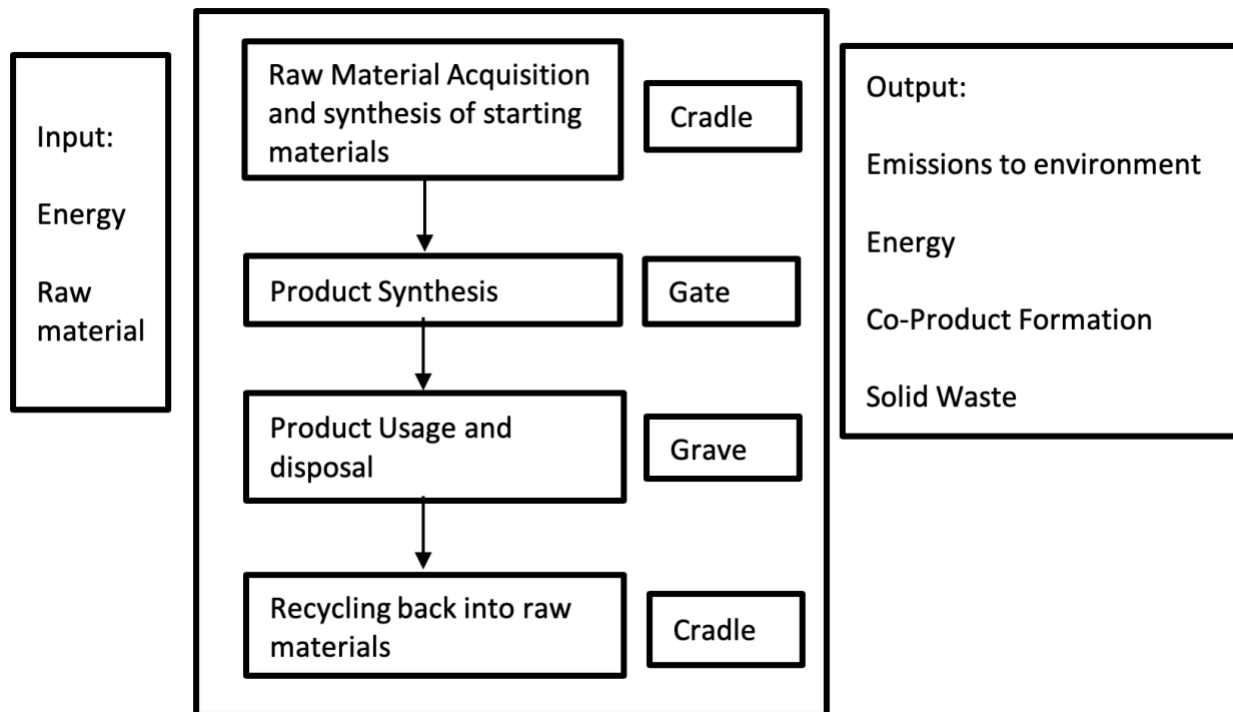 Input:
Energy
Raw
material
Raw Material Acquisition
and synthesis of starting
materials
Cradle
Product Synthesis
Gate
Product Usage and
disposal
Grave
Recycling back into raw
materials
Cradle
Output:
Emissions to environment
Energy
Co-Product Formation
Solid Waste